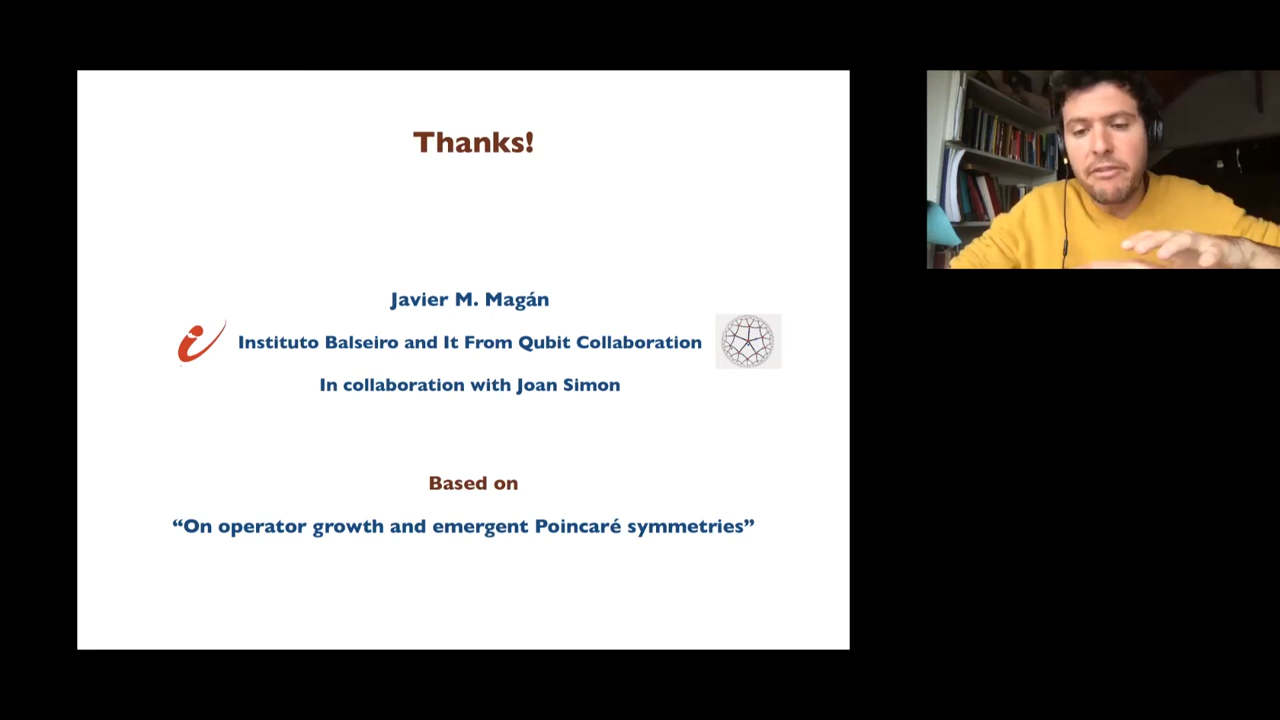 Thanks!
Javier M. Magán
Instituto Balseiro and It From Qubit Collaboration
In collaboration with Joan Simon
Based on
“On operator growth and emergent Poincaré symmetries”